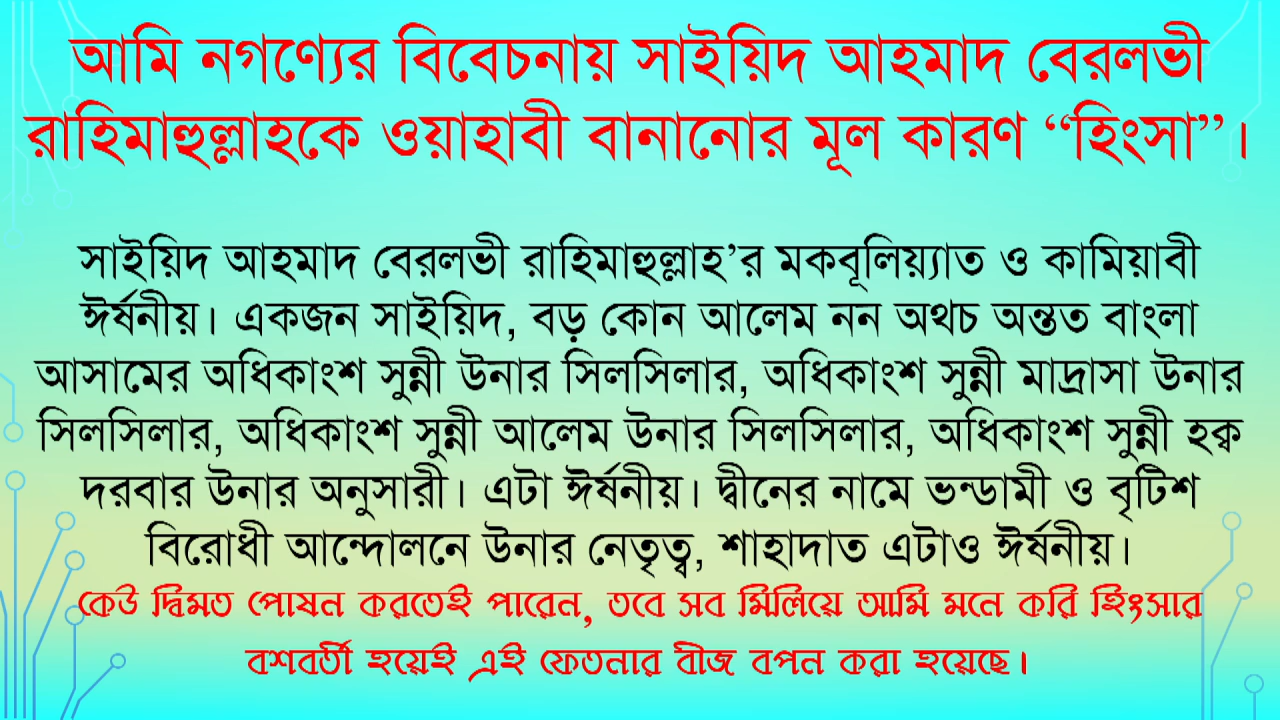 আমি নগণ্যের বিবেচনায় সাইয়িদ আহমাদ বেরলভী
রাহিমাহুল্লাহকে ওয়াহাবী বানানোর মূল কারণ “হিংসা”।
সাইয়িদ আহমাদ বেরলভী রাহিমাহুল্লাহ’র মকবূলিয়্যাত ও কামিয়াবী
ঈর্ষনীয়। একজন সাইয়িদ, বড় কোন আলেম নন অথচ অন্তত বাংলা
আসামের অধিকাংশ সুন্নী উনার সিলসিলার, অধিকাংশ সুন্নী মাদ্রাসা উনার
সিলসিলার, অধিকাংশ সুন্নী আলেম উনার সিলসিলার, অধিকাংশ সুন্নী হক্ব
দরবার উনার অনুসারী। এটা ঈর্ষনীয়। দ্বীনের নামে ভন্ডামী ও বৃটিশ
বিরোধী আন্দোলনে উনার নেতৃত্ব, শাহাদাত এটাও ঈর্ষনীয়।
কেউ দ্বিমত পোষন করতেই পারেন, তবে সব মিলিয়ে আমি মনে করি হিংসার
বশবর্তী হয়েই এই ফেতনার বীজ বপন করা হয়েছে।